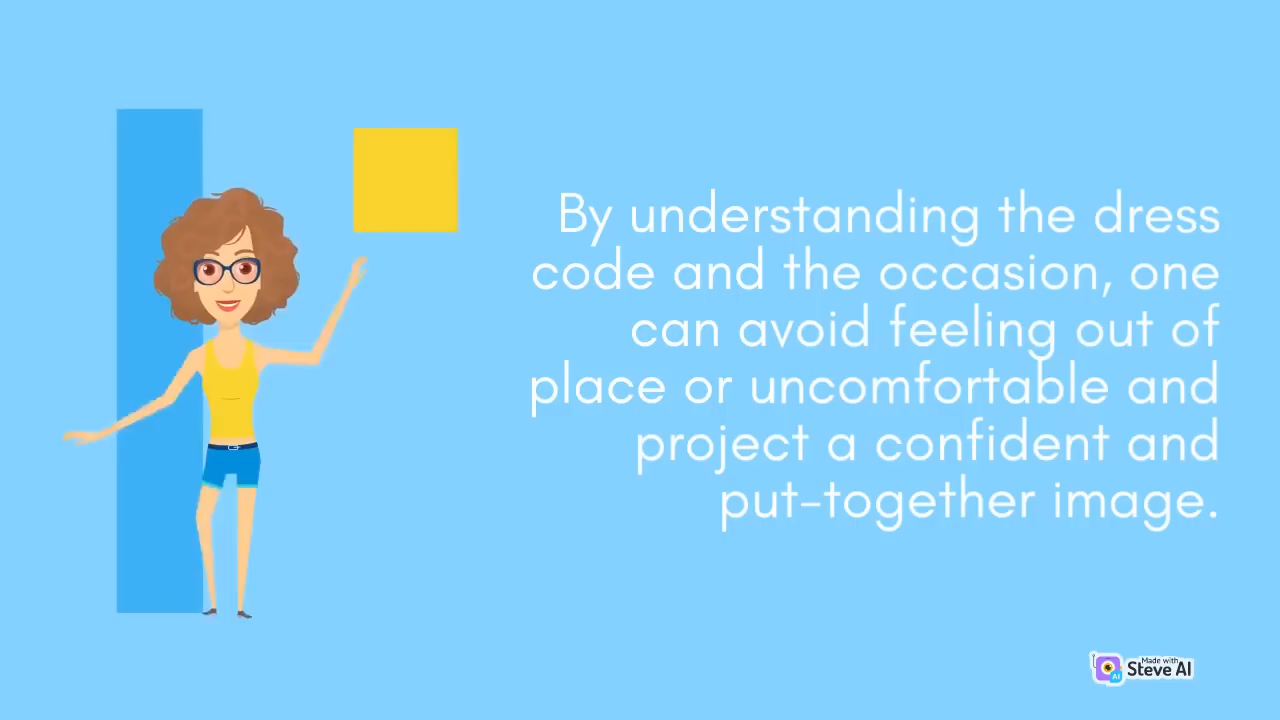 By understanding the dress
code and the occasion, one
can avoid feeling out of
place or uncomfortable and
project a confident and
put-together image.
Made with
Steve AI
AI